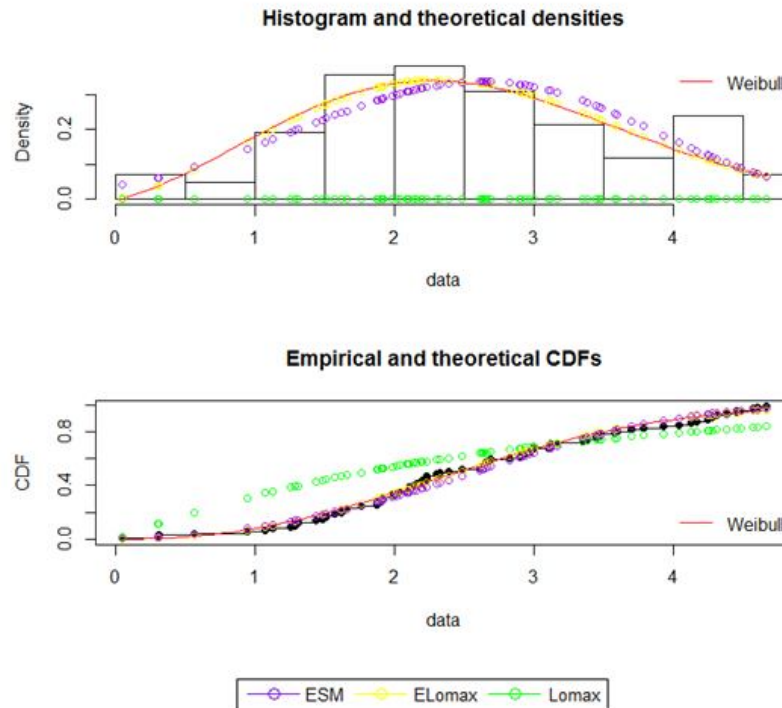 Histogram and theoretical densities
Density
0.0
0.2
Weibull
0 1 2 3 4
data
Empirical and theoretical CDFs
CDF
0.0
0.4
0.8
Weibull
0 1 2 3 4
data
ESM ELomax Lomax